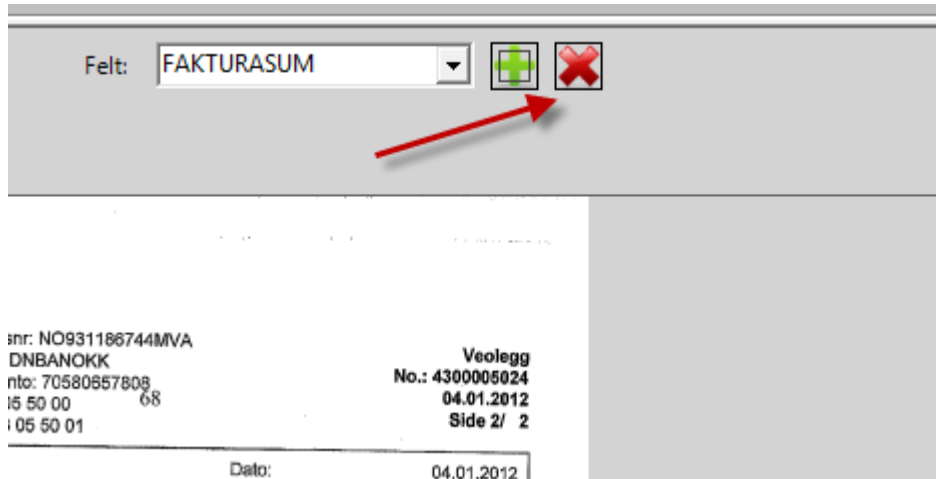 Felt: FAKTURASUM
snr: NO931186744MVA
DNBANOKK
nto: 70580657808
68
05 50 00
05 50 01
Veolegg
No.: 4300005024
04.01.2012
Side 2/ 2
Dato: 04.01.2012